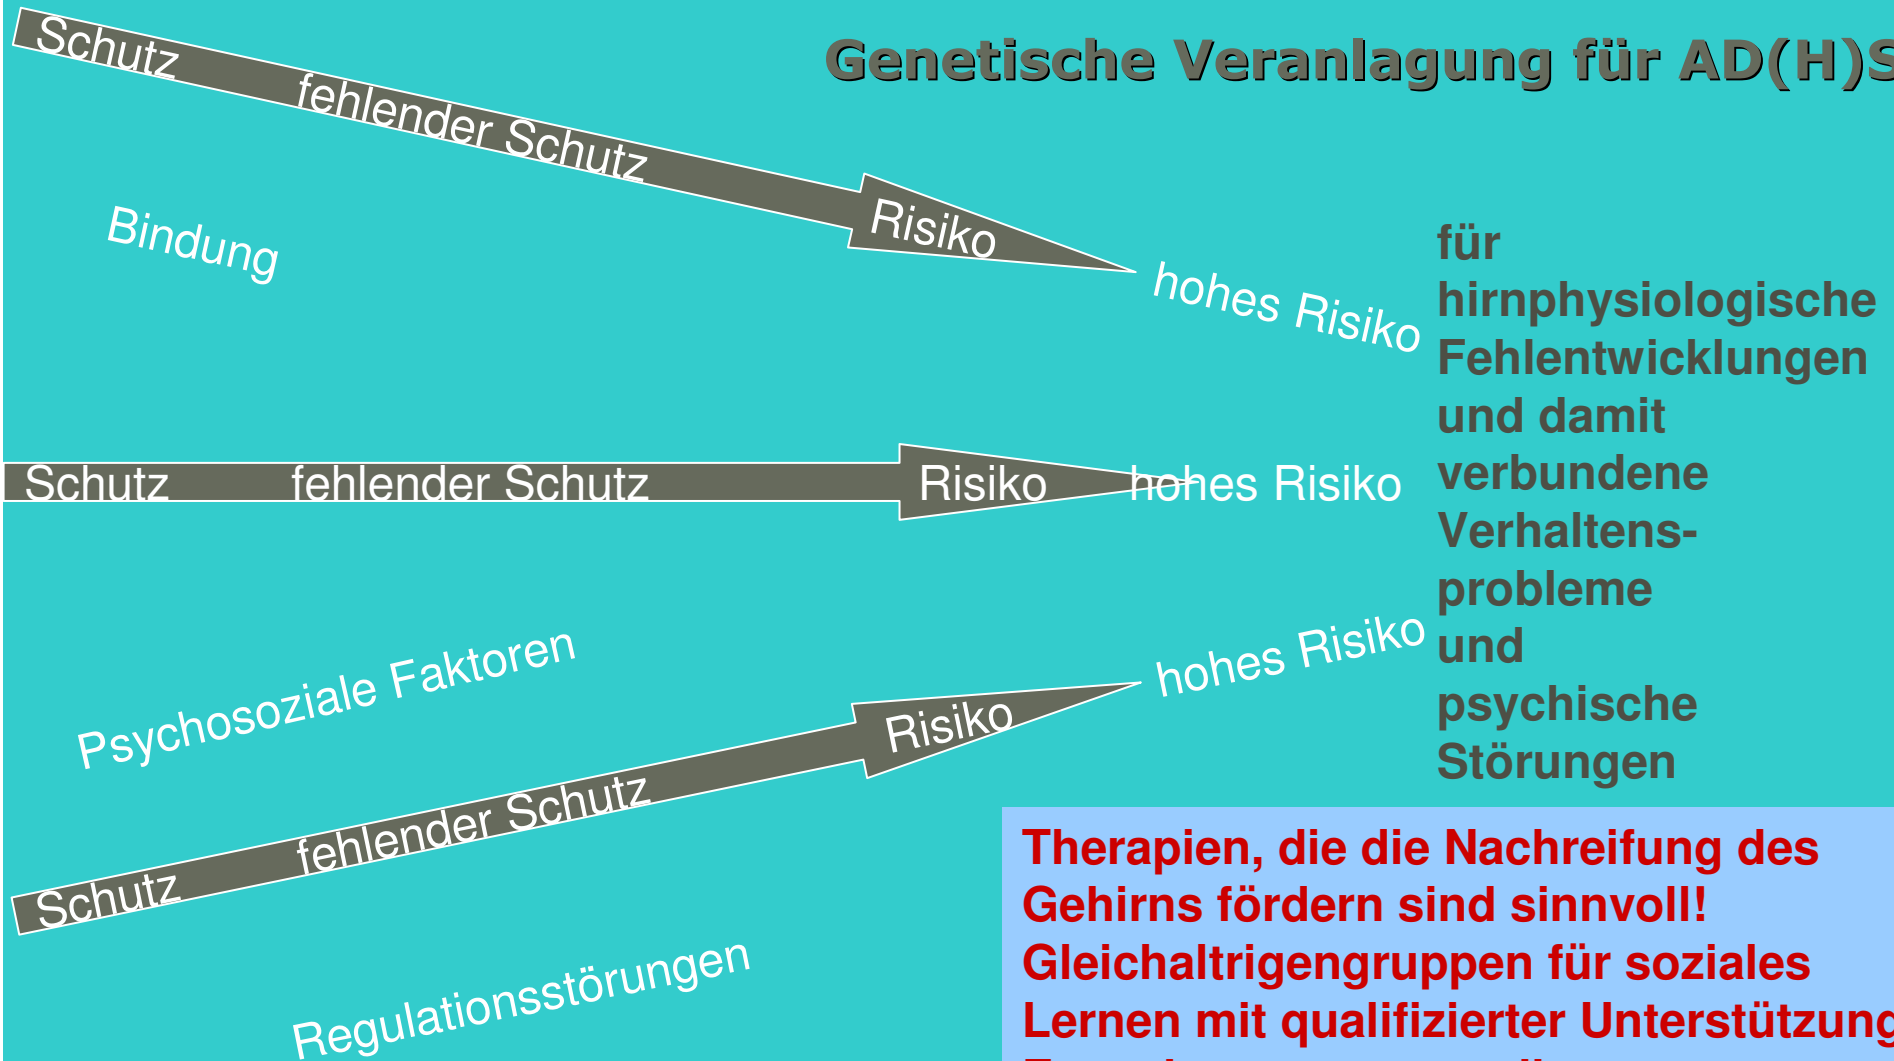 Genetische Veranlagung für AD(H)S
Schutz fehlender Schutz Risiko hohes Risiko
Bindung
Schutz fehlender Schutz Risiko hohes Risiko
Psychosoziale Faktoren
Schutz fehlender Schutz Risiko hohes Risiko
Regulationsstörungen
für
hirnphysiologische
Fehlentwicklungen
und damit
verbundene
Verhaltens-
probleme
und
psychische
Störungen
Therapien, die die Nachreifung des
Gehirns fördern sind sinnvoll!
Gleichaltrigengruppen für soziales
Lernen mit qualifizierter Unterstützung